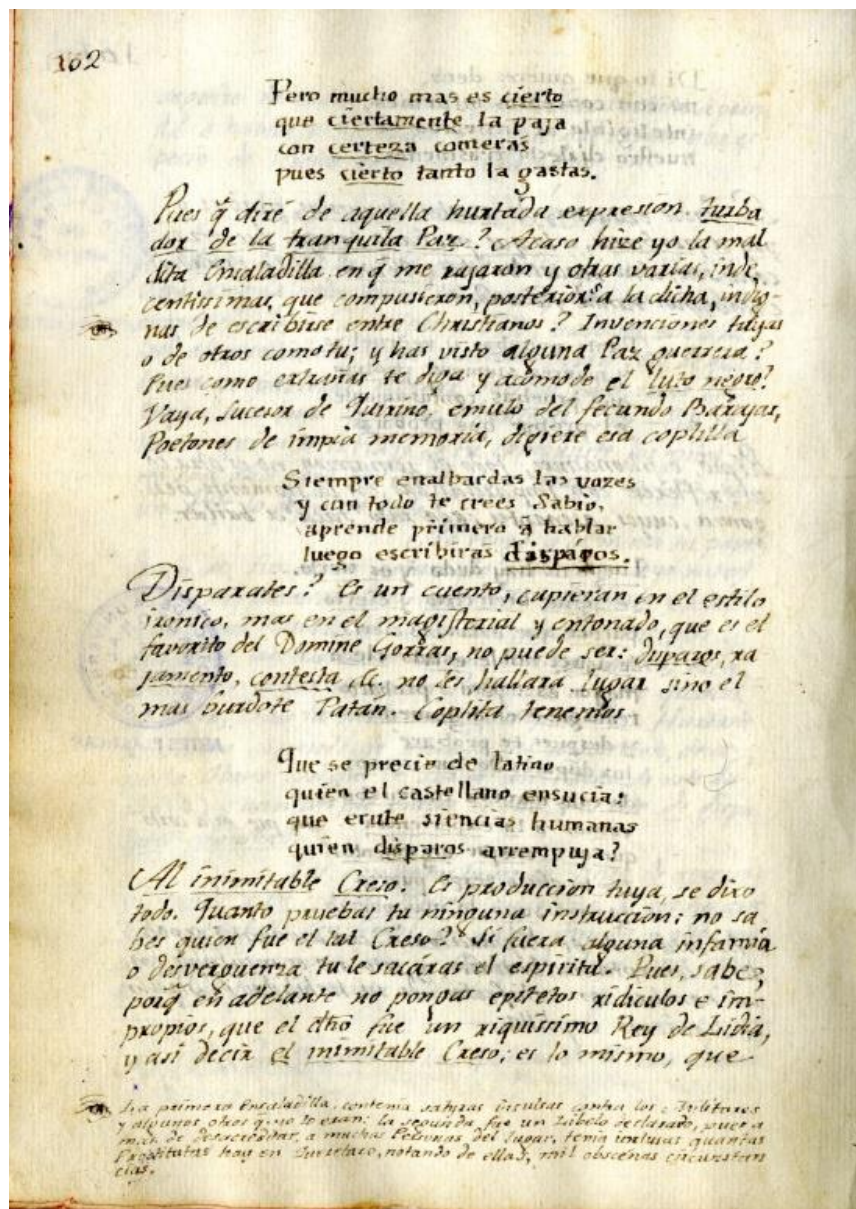 102
Pero mucho mas es cierto
que ciertamente la paja
con certeza comeras
pues cierto tanto la gastas.
Pues q̃ diré de aquella hurtada expresion turba
dor de la tranquila Paz? Acaso hize yo la mal
dita Ensaladilla en q̃ me rajaron y otras varias, inde
centissimas, que compusieron, posterior.s a la dicha, indig-
nas de escribirse entre Christianos? Invenciones tuyas
o de otros como tu; y has visto alguna Paz guerrera?
Pues como extrañas te diga y acomode el luto negro?
Vaya, sucesor de Quirino, emulo del fecundo Barajas,
Poetones de impia memoria, digiere esa coplilla
Siempre enalbardas las vozes
y con todo te crees Sabio,
aprende primero à hablar
luego escribiras disparos.
Disparates? Es un cuento, cupieran en el estilo
ironico, mas en el magisterial y entonado, que es el
favorito del Domine Gorras, no puede ser: disparos, ra
jamento, contesta &c. no les hallara lugar sino el
mas burdote Patán. Coplita tenemos
Que se precie de latino
quien el castellano ensucia:
que erute siencias humanas
quien disparos arrempuja?
Al inimitable Creso. Es produccion tuya, se dixo
todo. Quanto pruebas tu ninguna instruccion: no sa
bes quien fue el tal Creso? Si fuera alguna infamia
o desverguenza tu le sacáras el espiritu. Pues, sabe,
porq̃ en adelante no pongas epitetos ridiculos e im-
propios, que el dho fue un riquissimo Rey de Lidia,
y asi decir el inimitable Creso, es lo mismo, que
La primera Ensaladilla, contenia satyras insulsas contra los Militares
y algunos otros q no lo eran: la segunda, fue un Libelo declarado, pues a
mas de desacreditar, a muchas Personas del lugar, tenia inclusas quantas
Prostitutas hay en, notando de ellas, mil obscenas circunstan
cias.